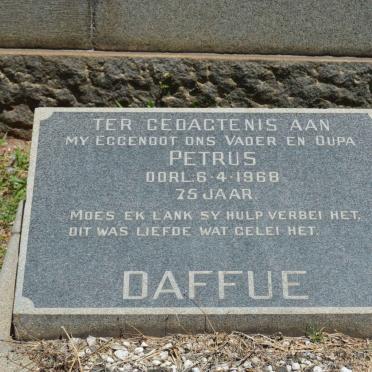 TER GEDAGTENIS AAN
MY EGGENOOT ONS VADER EN OUPA
PETRUS
OORL. 6-4-1968
75 JAAR.
MOES EK LANK SY HULP VERBEI HET,
DIT WAS LIEFDE WAT GELEI HET.
DAFFUE